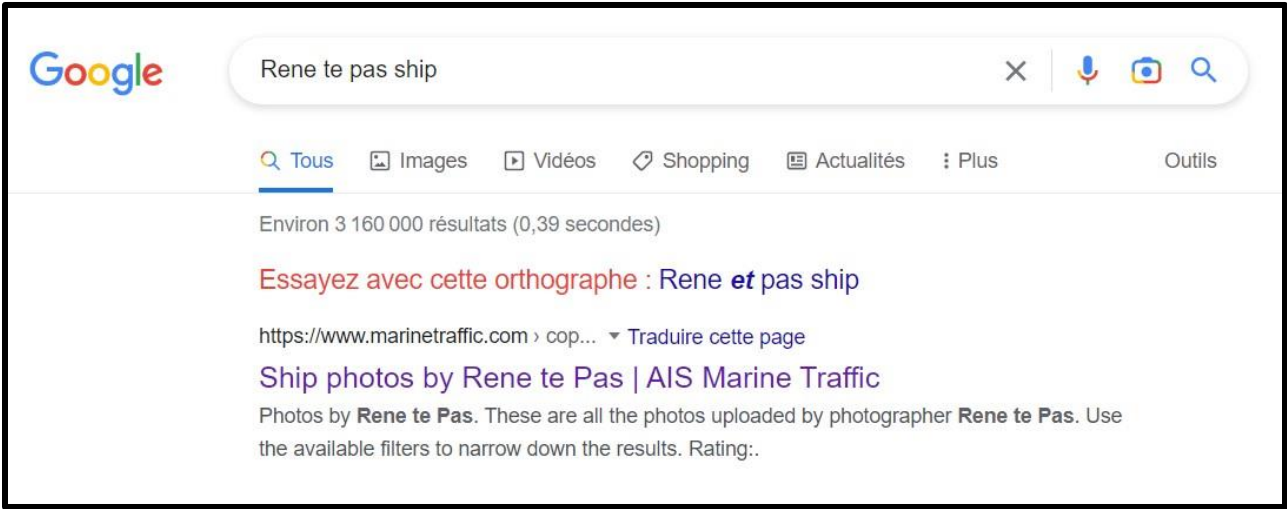 Google
Rene te pas ship
Tous Images Vidéos Shopping Actualités Plus Outils
Environ 3 160 000 résultats (0,39 secondes)
Essayez avec cette orthographe : Rene et pas ship
https://www.marinetraffic.com › cop... Traduire cette page
Ship photos by Rene te Pas | AIS Marine Traffic
Photos by Rene te Pas. These are all the photos uploaded by photographer Rene te Pas. Use
the available filters to narrow down the results. Rating:.